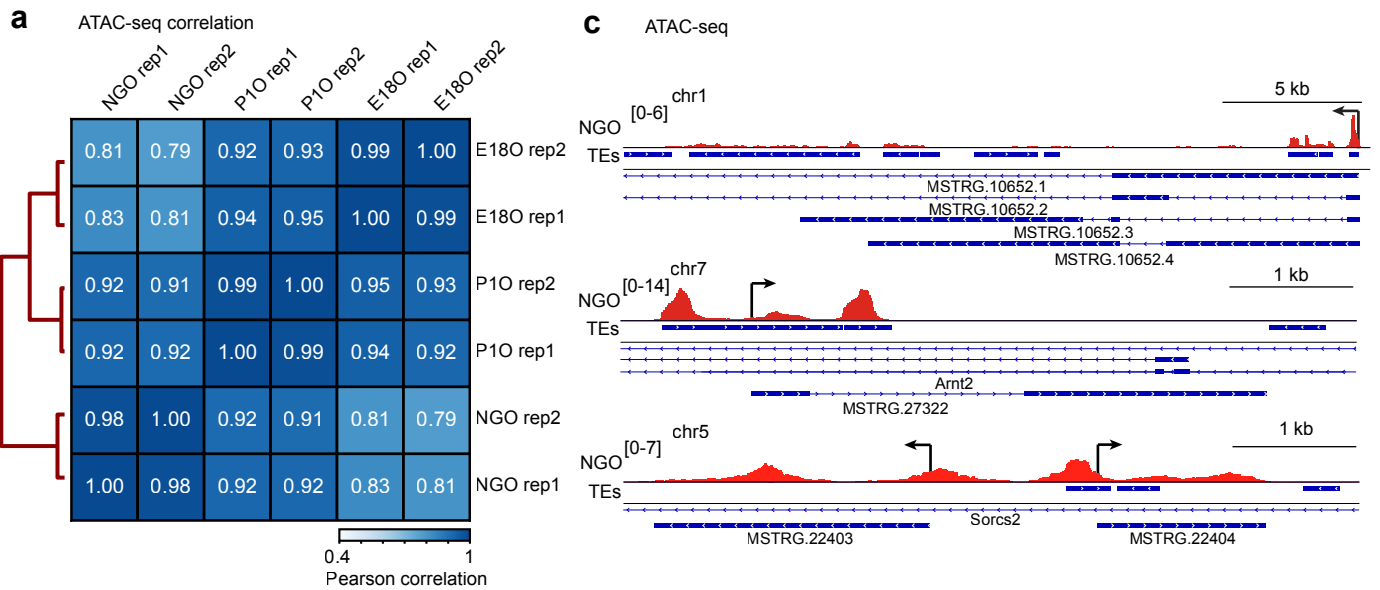 a
ATAC-seq correlation
NGO rep1
NGO rep2
P1O rep1
P1O rep2
E18O rep1
E18O rep2
0.81 0.79 0.92 0.93 0.99 1.00 E18O rep2
0.83 0.81 0.94 0.95 1.00 0.99 E18O rep1
0.92 0.91 0.99 1.00 0.95 0.93 P1O rep2
0.92 0.92 1.00 0.99 0.94 0.92 P1O rep1
0.98 1.00 0.92 0.91 0.81 0.79 NGO rep2
1.00 0.98 0.92 0.92 0.83 0.81 NGO rep1
0.4 1
Pearson correlation
c
ATAC-seq
chr1
5 kb
[0-6]
NGO
TEs
MSTRG.10652.1
MSTRG.10652.2
MSTRG.10652.3
MSTRG.10652.4
chr7
1 kb
[0-14]
NGO
TEs
Arnt2
MSTRG.27322
chr5
1 kb
[0-7]
NGO
TEs
Sorcs2
MSTRG.22403
MSTRG.22404